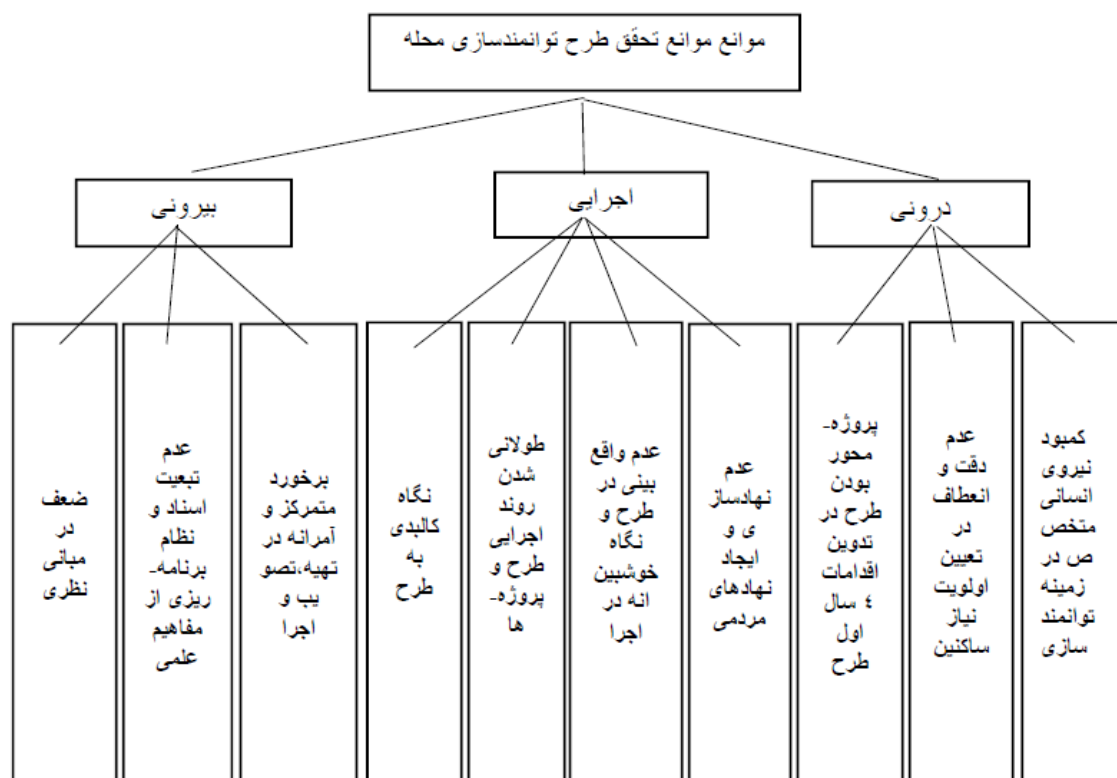 موانع موانع تحقق طرح توانمندسازی محله
درونی
اجرایی
بیرونی
کمبود
نیروی
انسانی
متخص
ص در
زمینه
توانمند
سازی
عدم
دقت و
انعطاف
در
تعیین
اولویت
نیاز
ساکنین
پروژه-
محور
بودن
طرح در
تدوین
اقدامات
٤ سال
اول
طرح
عدم
نهادساز
ی و
ایجاد
نهادهای
مردمی
عدم واقع
بینی در
طرح و
نگاه
خوشبین
انه در
اجرا
طولانی
شدن
روند
اجرایی
طرح و
پروژه-
ها
نگاه
کالبدی
به
طرح
برخورد
متمرکز و
آمرانه در
تهیه،تصو
یب و
اجرا
عدم
تبعیت
اسناد و
نظام
برنامه-
ریزی از
مفاهیم
علمی
ضعف
در
مبانی
نظری